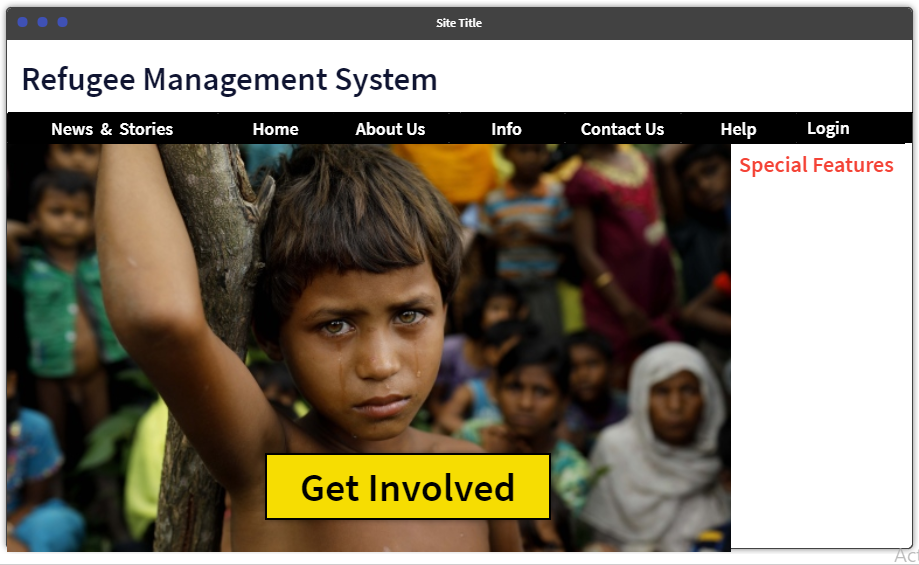 Site Title
Refugee Management System
News & Stories Home About Us Info Contact Us Help Login
Special Features
Get Involved